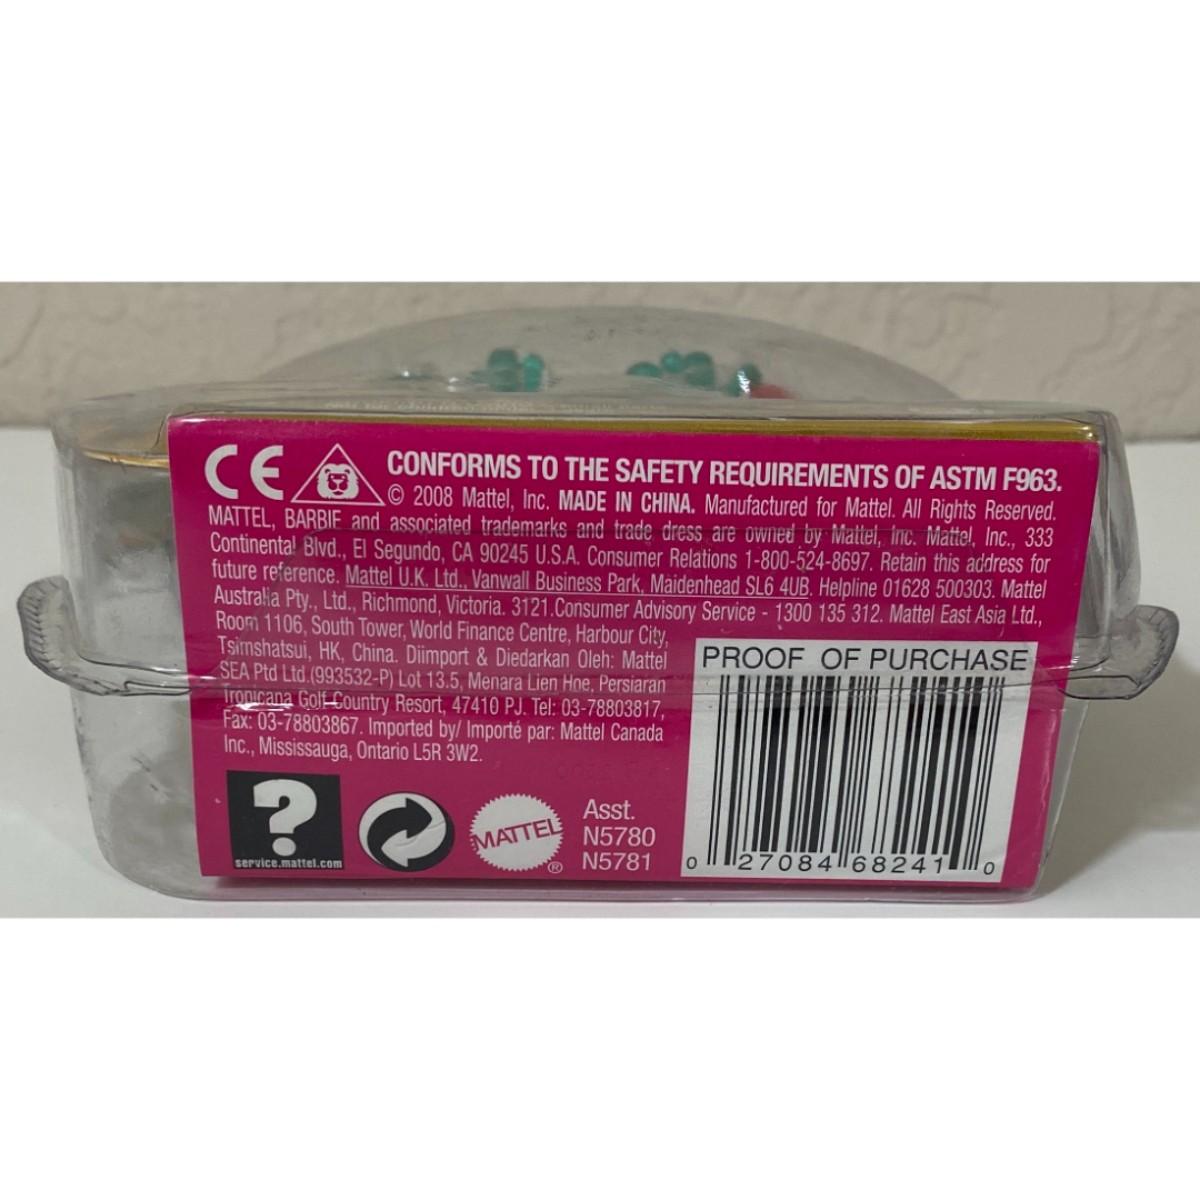 CE CONFORMS TO THE SAFETY REQUIREMENTS OF ASTM F963.
© 2008 Mattel, Inc. MADE IN CHINA. Manufactured for Mattel. All Rights Reserved.
MATTEL, BARBIE and associated trademarks and trade dress are owned by Mattel, Inc. Mattel, Inc., 333
Continental Blvd., El Segundo, CA 90245 U.S.A. Consumer Relations 1-800-524-8697. Retain this address for
future reference. Mattel U.K. Ltd., Vanwall Business Park, Maidenhead SL6 4UB. Helpline 01628 500303. Mattel
Australia Pty., Ltd., Richmond, Victoria. 3121.Consumer Advisory Service - 1300 135 312. Mattel East Asia Ltd.,
Room 1106, South Tower, World Finance Centre, Harbour City,
Tsimshatsui, HK, China. Diimport & Diedarkan Oleh: Mattel
SEA Ptd Ltd.(993532-P) Lot 13.5, Menara Lien Hoe, Persiaran
Tropicana Golf Country Resort, 47410 PJ. Tel: 03-78803817,
Fax: 03-78803867. Imported by/ Importé par: Mattel Canada
Inc., Mississauga, Ontario L5R 3W2.
PROOF OF PURCHASE
0 27084 68241 0
?
service.mattel.com
MATTEL®
Asst.
N5780
N5781